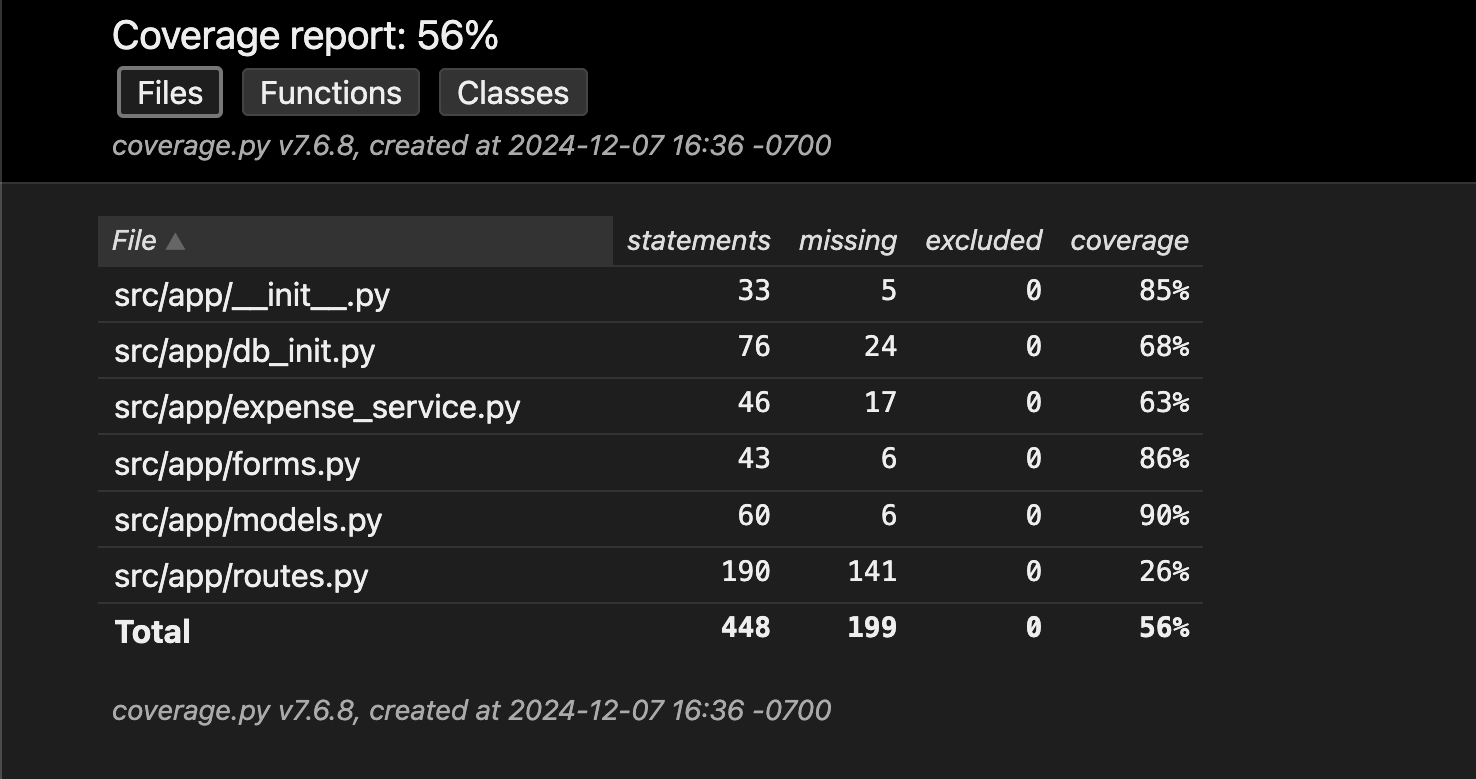 Coverage report: 56%
Files Functions Classes
coverage.py v7.6.8, created at 2024-12-07 16:36 -0700
File ▲ statements missing excluded coverage
src/app/__init__.py 33 5 0 85%
src/app/db_init.py 76 24 0 68%
src/app/expense_service.py 46 17 0 63%
src/app/forms.py 43 6 0 86%
src/app/models.py 60 6 0 90%
src/app/routes.py 190 141 0 26%
Total 448 199 0 56%
coverage.py v7.6.8, created at 2024-12-07 16:36 -0700